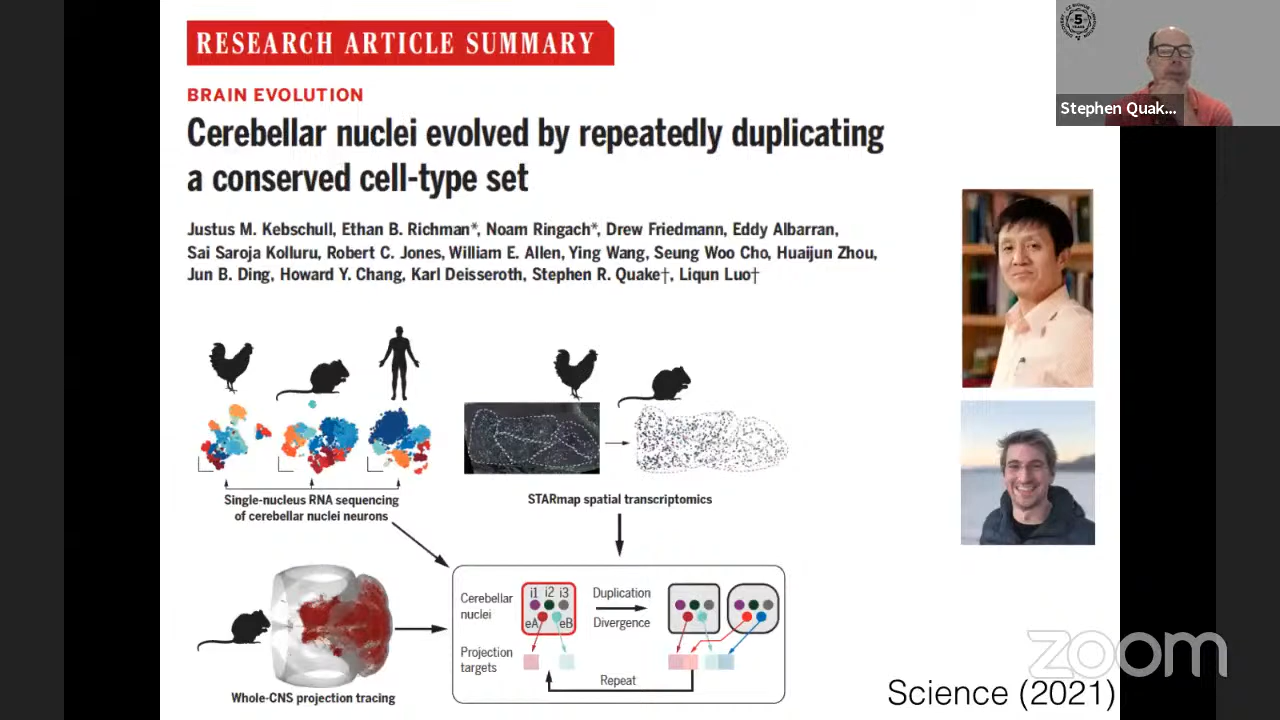 RESEARCH ARTICLE SUMMARY
BRAIN EVOLUTION
Cerebellar nuclei evolved by repeatedly duplicating
a conserved cell-type set
Justus M. Kebschull, Ethan B. Richman*, Noam Ringach*, Drew Friedmann, Eddy Albarran,
Sai Saroja Kolluru, Robert C. Jones, William E. Allen, Ying Wang, Seung Woo Cho, Huaijun Zhou,
Jun B. Ding, Howard Y. Chang, Karl Deisseroth, Stephen R. Quake†, Liqun Luo†
Single-nucleus RNA sequencing
of cerebellar nuclei neurons
STARmap spatial transcriptomics
Whole-CNS projection tracing
Cerebellar
nuclei
i1 i2 i3
eA eB
Duplication
Divergence
Projection
targets
Repeat
Science (2021)
5
YEARS
Stephen Quak...
zoom